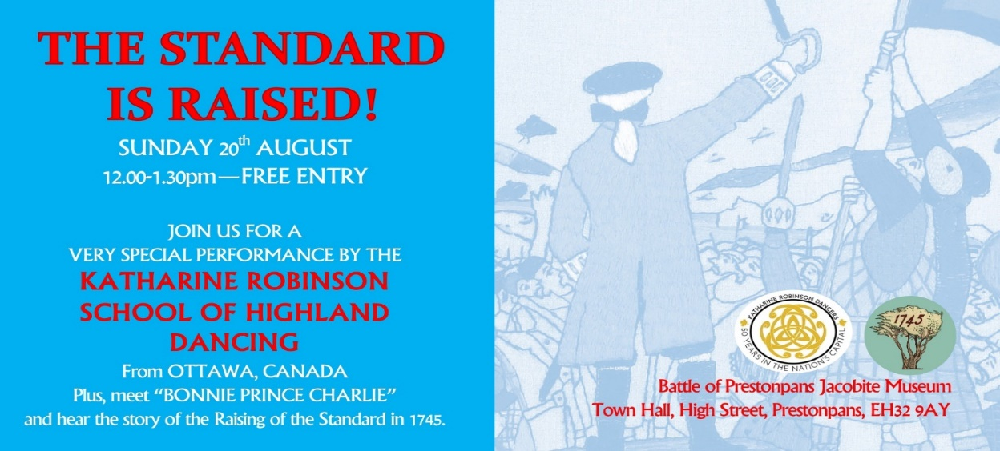 THE STANDARD
IS RAISED!
SUNDAY 20th AUGUST
12.00-1.30pm—FREE ENTRY
JOIN US FOR A
VERY SPECIAL PERFORMANCE BY THE
KATHARINE ROBINSON
SCHOOL OF HIGHLAND
DANCING
From OTTAWA, CANADA
Plus, meet “BONNIE PRINCE CHARLIE”
and hear the story of the Raising of the Standard in 1745.
KATHARINE ROBINSON DANCERS
50 YEARS IN THE NATION'S CAPITAL
1745
Battle of Prestonpans Jacobite Museum
Town Hall, High Street, Prestonpans, EH32 9AY